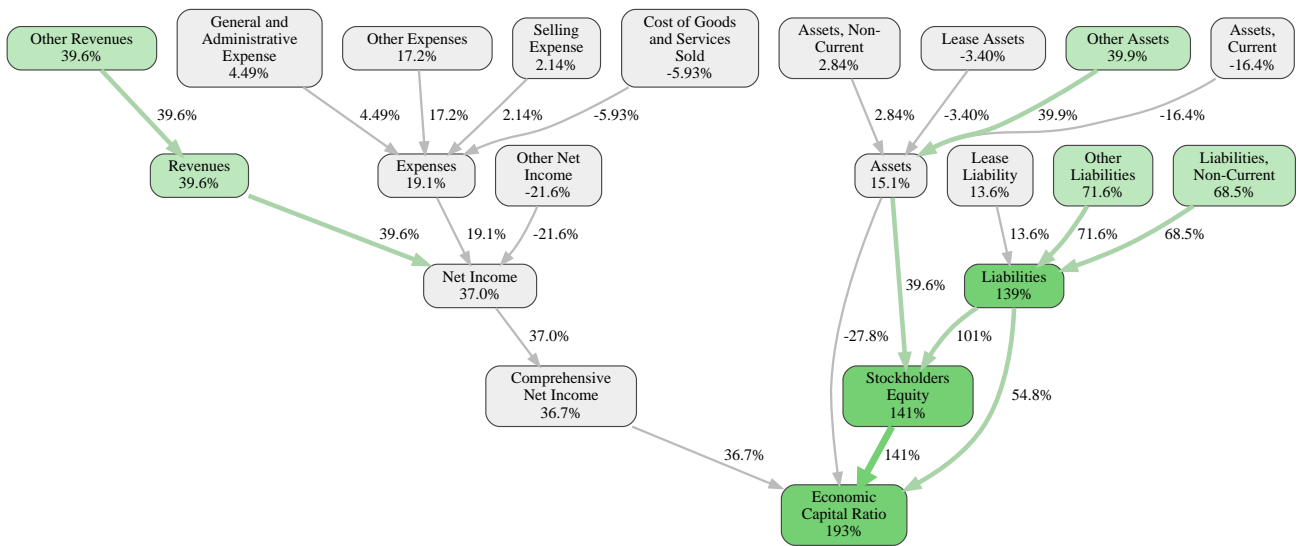 Other Revenues
39.6%
General and
Administrative
Expense
4.49%
Other Expenses
17.2%
Selling
Expense
2.14%
Cost of Goods
and Services
Sold
-5.93%
Assets, Non-
Current
2.84%
Lease Assets
-3.40%
Other Assets
39.9%
Assets,
Current
-16.4%
39.6%
4.49%
17.2%
2.14%
-5.93%
2.84%
-3.40%
39.9%
-16.4%
Revenues
39.6%
Expenses
19.1%
Other Net
Income
-21.6%
Assets
15.1%
Lease
Liability
13.6%
Other
Liabilities
71.6%
Liabilities,
Non-Current
68.5%
39.6%
19.1%
-21.6%
13.6%
71.6%
68.5%
Net Income
37.0%
Liabilities
139%
39.6%
37.0%
-27.8%
101%
Comprehensive
Net Income
36.7%
Stockholders
Equity
141%
54.8%
36.7%
141%
Economic
Capital Ratio
193%